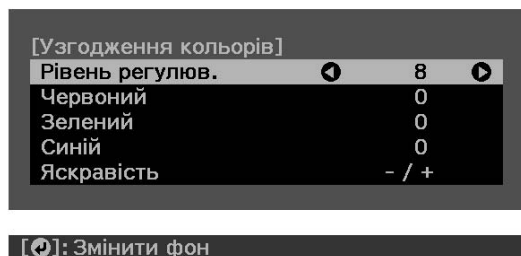 [Узгодження кольорів]
Рівень регулюв. 8
Червоний 0
Зелений 0
Синій 0
Яскравість - / +
[↵]: Змінити фон